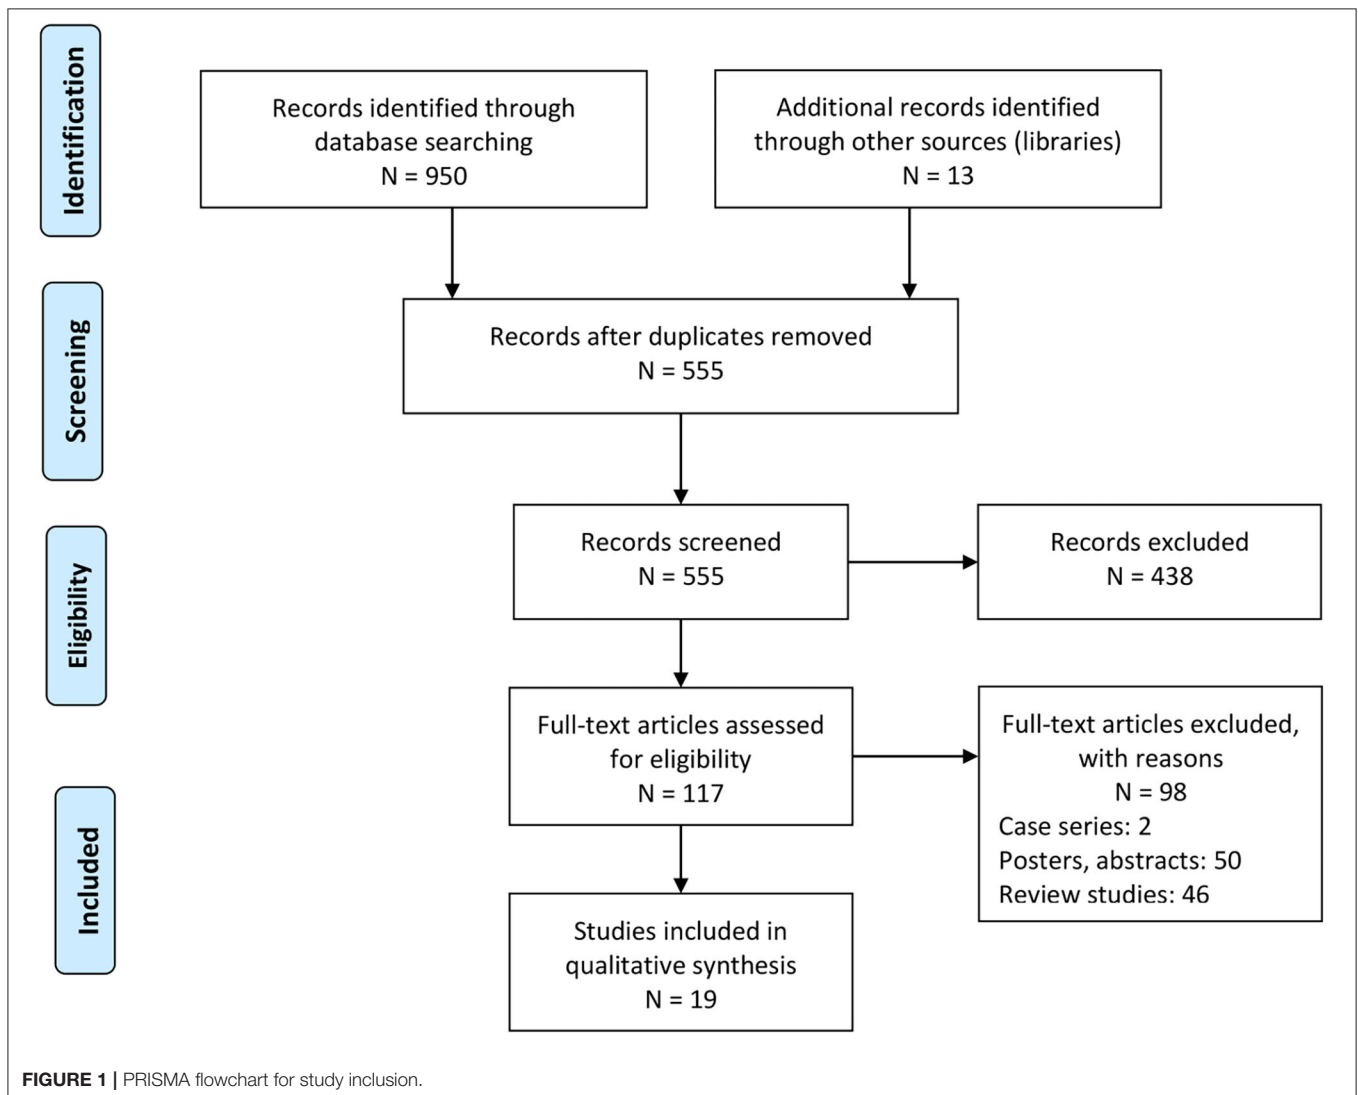 Identification
Records identified through
database searching
N = 950
Additional records identified
through other sources (libraries)
N = 13
Screening
Records after duplicates removed
N = 555
Eligibility
Records screened
N = 555
Records excluded
N = 438
Full-text articles assessed
for eligibility
N = 117
Full-text articles excluded,
with reasons
N = 98
Case series: 2
Posters, abstracts: 50
Review studies: 46
Included
Studies included in
qualitative synthesis
N = 19
FIGURE 1 | PRISMA flowchart for study inclusion.